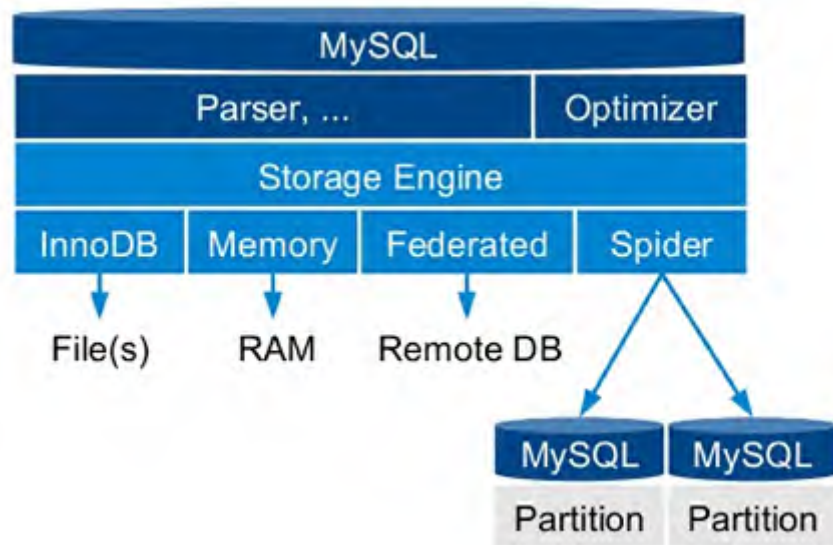 MySQL
Parser, ... Optimizer
Storage Engine
InnoDB Memory Federated Spider
File(s) RAM Remote DB
MySQL MySQL
Partition Partition